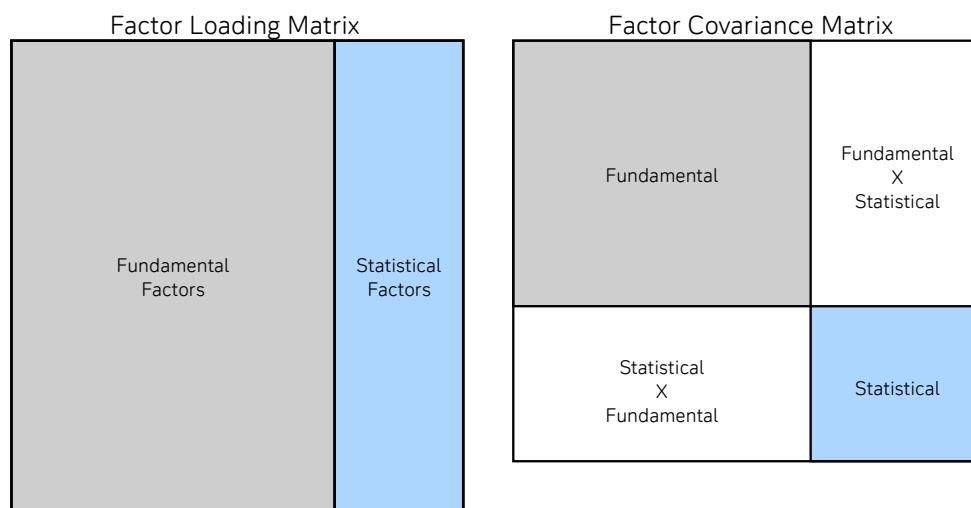 Factor Loading Matrix
Fundamental
Factors
Statistical
Factors
Factor Covariance Matrix
Fundamental
Fundamental
X
Statistical
Statistical
X
Fundamental
Statistical